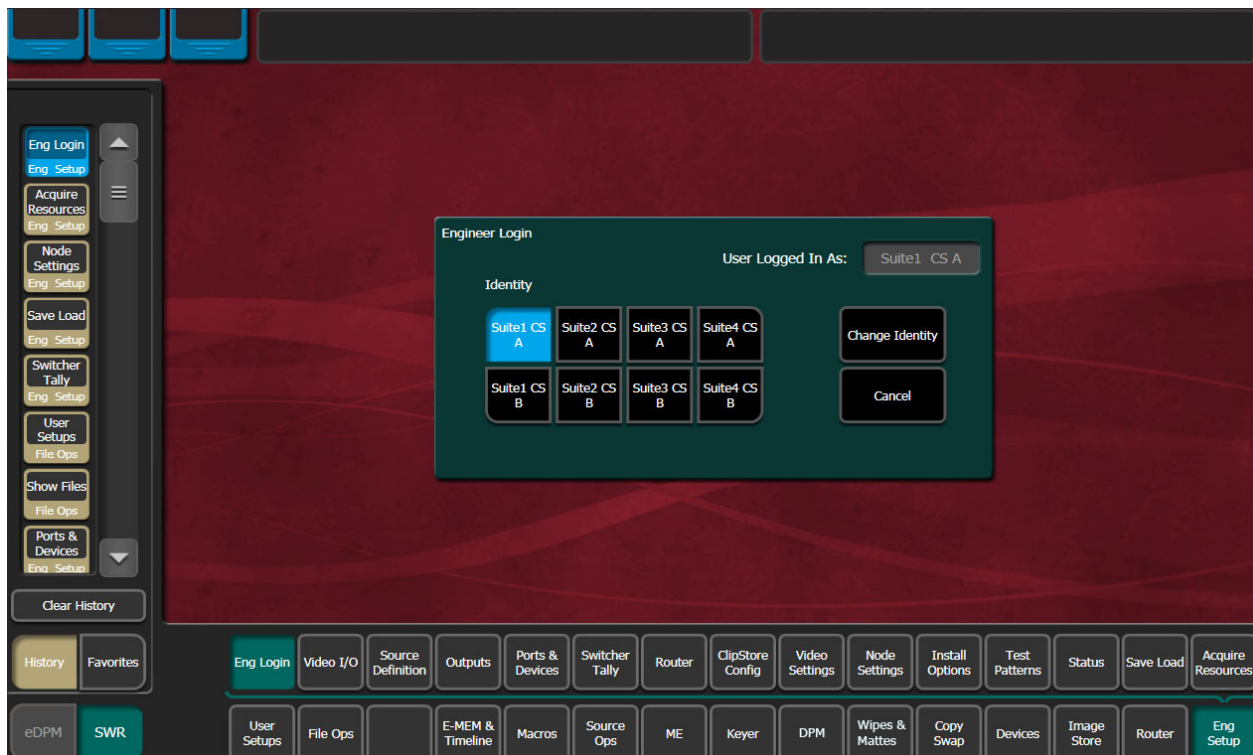 Eng Login
Eng Setup
Acquire
Resources
Eng Setup
Node
Settings
Eng Setup
Save Load
Eng Setup
Switcher
Tally
Eng Setup
User
Setups
File Ops
Show Files
File Ops
Ports &
Devices
Eng Setup
Clear History
History
Favorites
eDPM
SWR
Engineer Login
User Logged In As:
Suite1 CS A
Identity
Suite1 CS
A
Suite2 CS
A
Suite3 CS
A
Suite4 CS
A
Change Identity
Suite1 CS
B
Suite2 CS
B
Suite3 CS
B
Suite4 CS
B
Cancel
Eng Login
Video I/O
Source
Definition
Outputs
Ports &
Devices
Switcher
Tally
Router
ClipStore
Config
Video
Settings
Node
Settings
Install
Options
Test
Patterns
Status
Save Load
Acquire
Resources
User
Setups
File Ops
E-MEM &
Timeline
Macros
Source
Ops
ME
Keyer
DPM
Wipes &
Mattes
Copy
Swap
Devices
Image
Store
Router
Eng
Setup